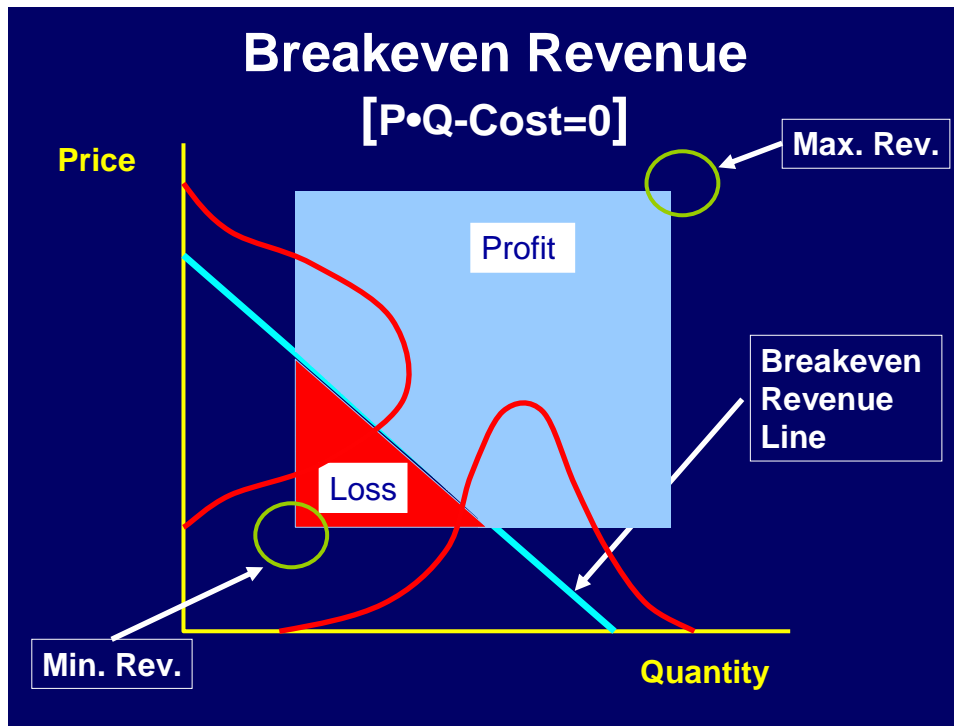 Breakeven Revenue
[P•Q-Cost=0]
Max. Rev.
Price
Profit
Breakeven
Revenue
Line
Loss
Min. Rev.
Quantity